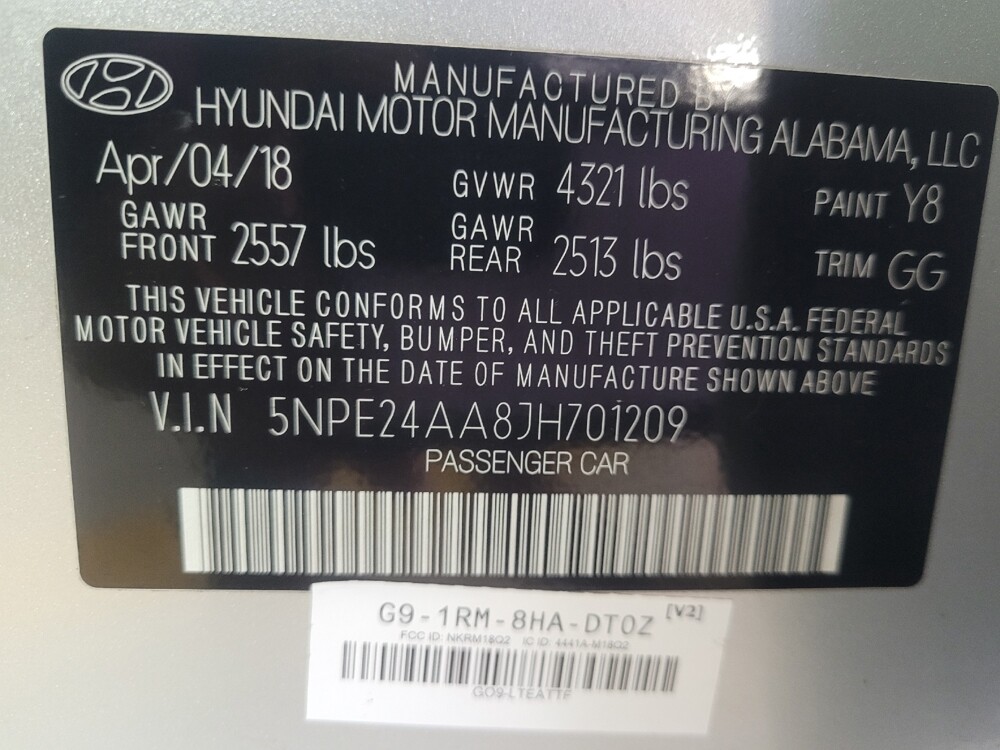 MANUFACTURED BY
HYUNDAI MOTOR MANUFACTURING ALABAMA, LLC
Apr/04/18 GVWR 4321 lbs PAINT Y8
GAWR FRONT 2557 lbs GAWR REAR 2513 lbs TRIM GG
THIS VEHICLE CONFORMS TO ALL APPLICABLE U.S.A. FEDERAL
MOTOR VEHICLE SAFETY, BUMPER, AND THEFT PREVENTION STANDARDS
IN EFFECT ON THE DATE OF MANUFACTURE SHOWN ABOVE
V.I.N 5NPE24AA8JH701209
PASSENGER CAR
G9-1RM-8HA-DT0Z [V2]
FCC ID: NKRM18Q2 IC ID: 4441A-M18Q2
GO9-LTEATTF